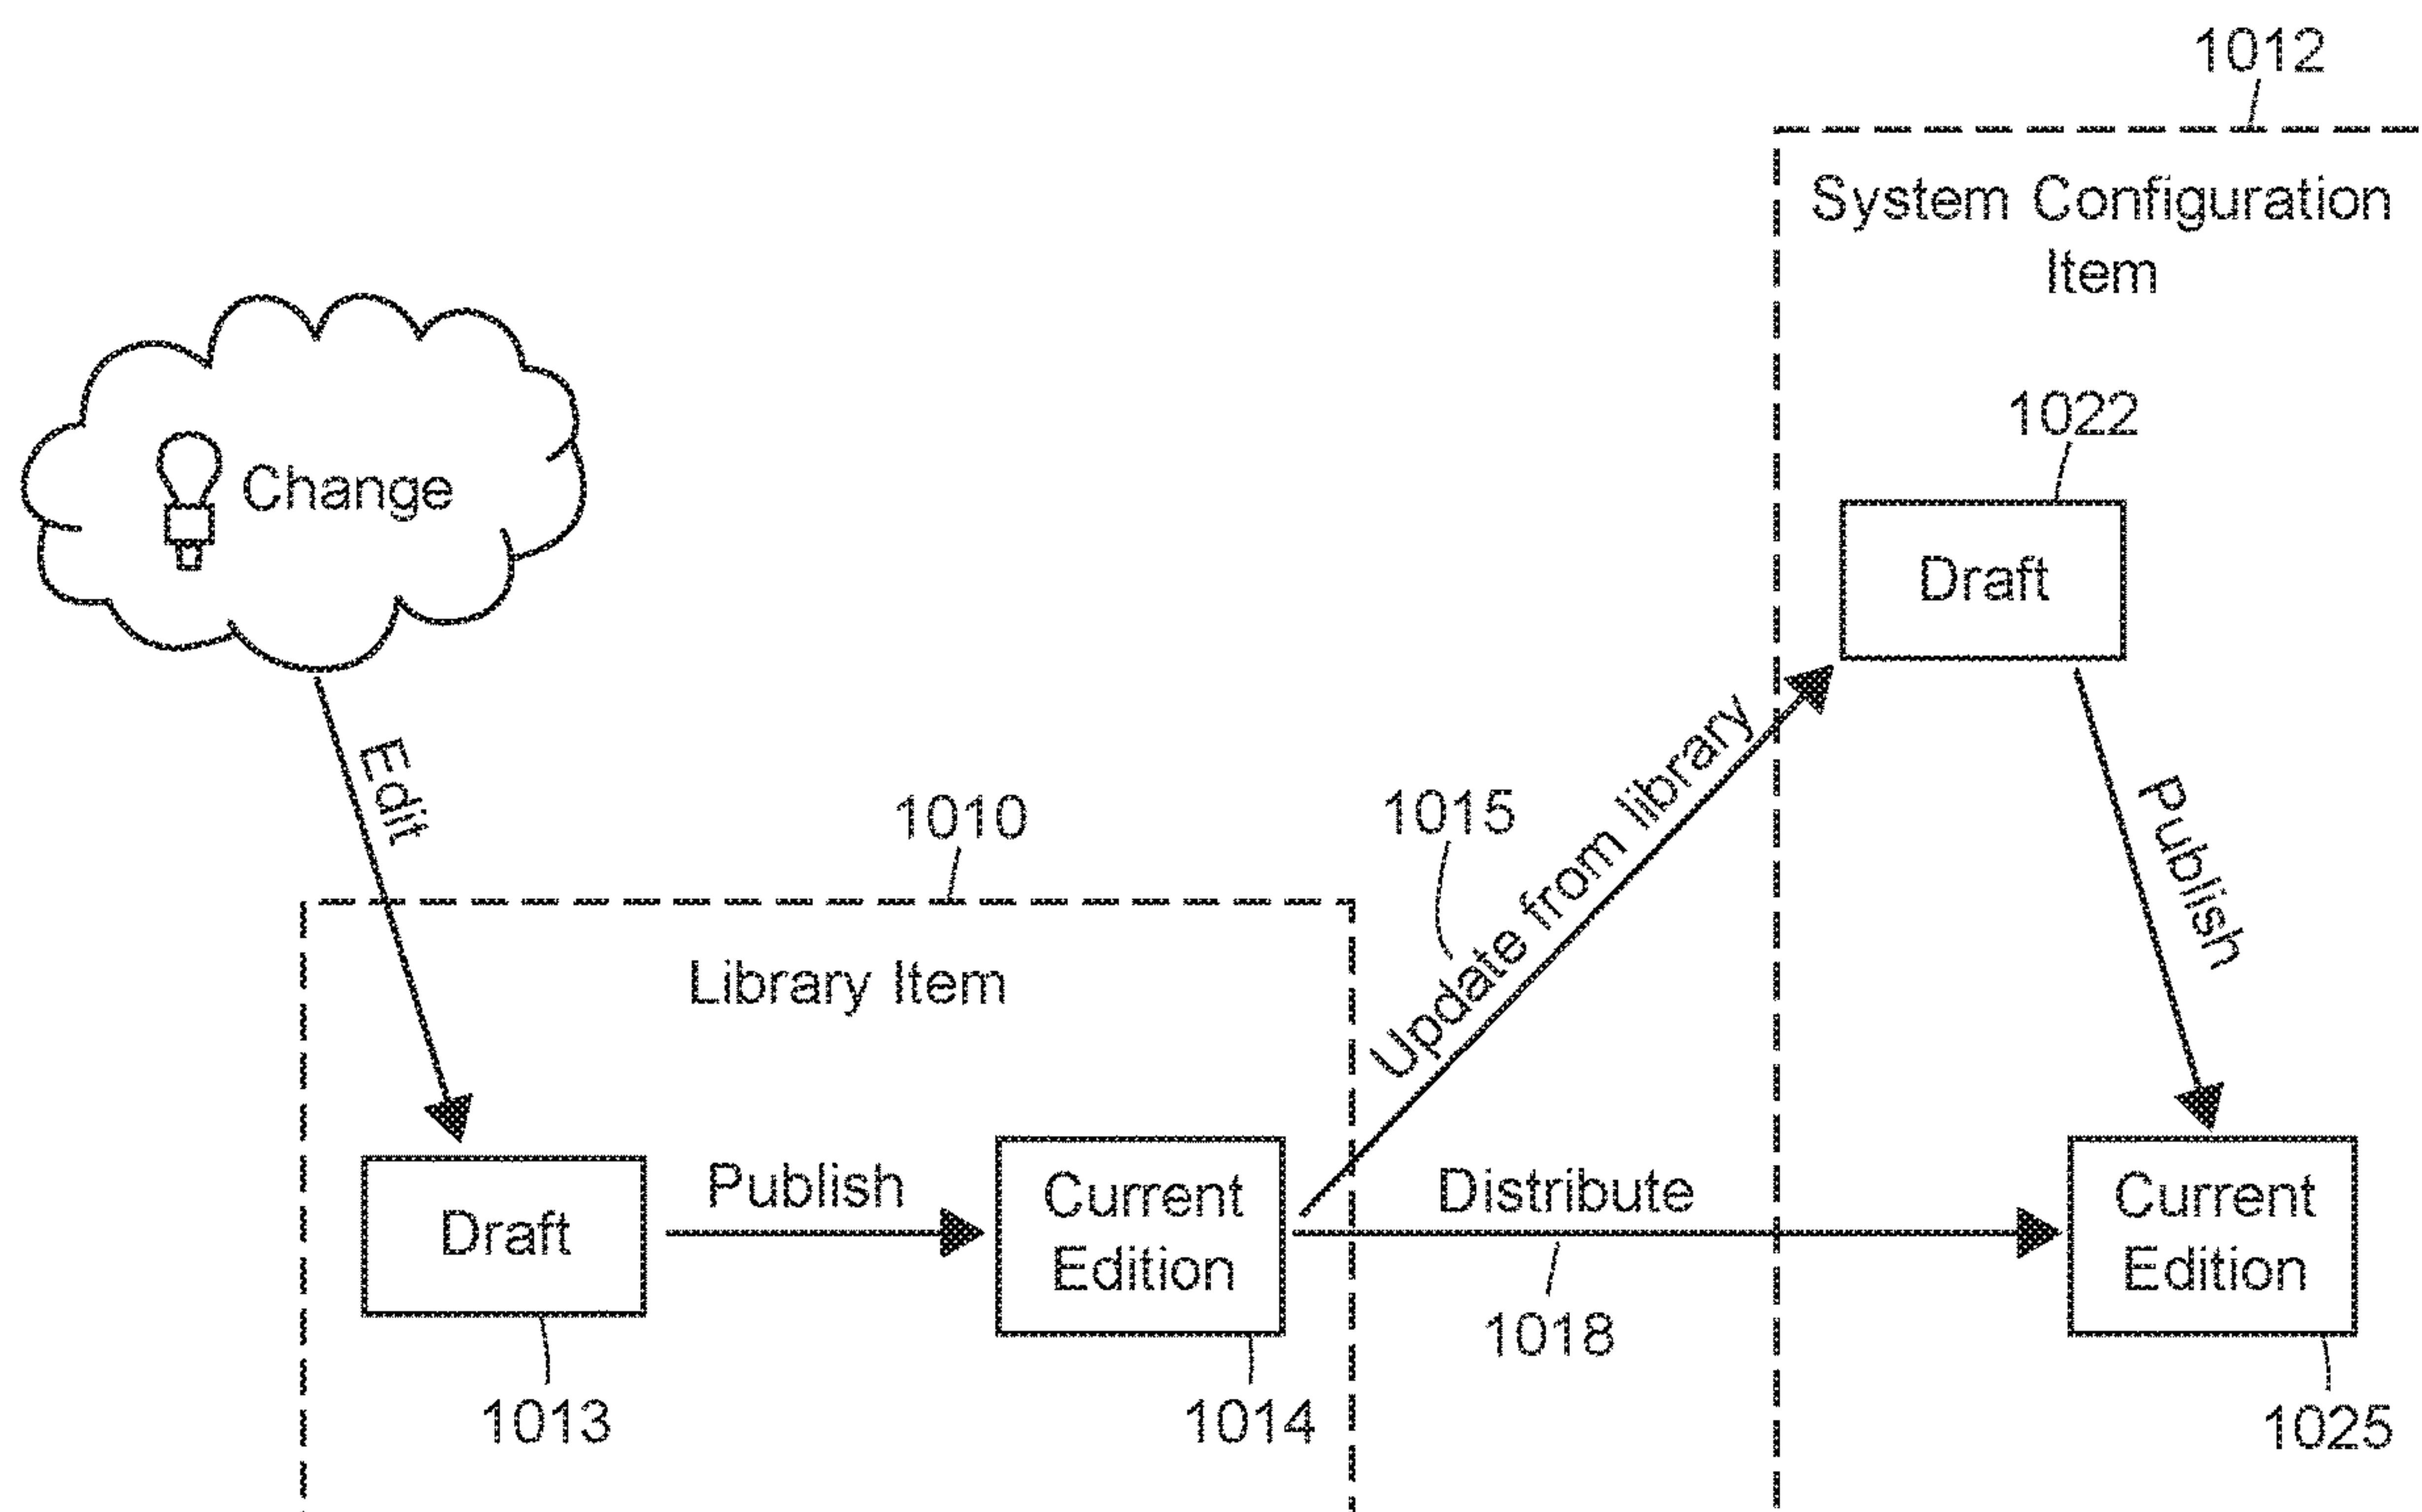 1012
System Configuration
Item
1022
Change
Draft
Edit
1010
1015
Update from library
Publish
Library Item
Draft
Publish
Current
Edition
Distribute
Current
Edition
1018
1013
1014
1025